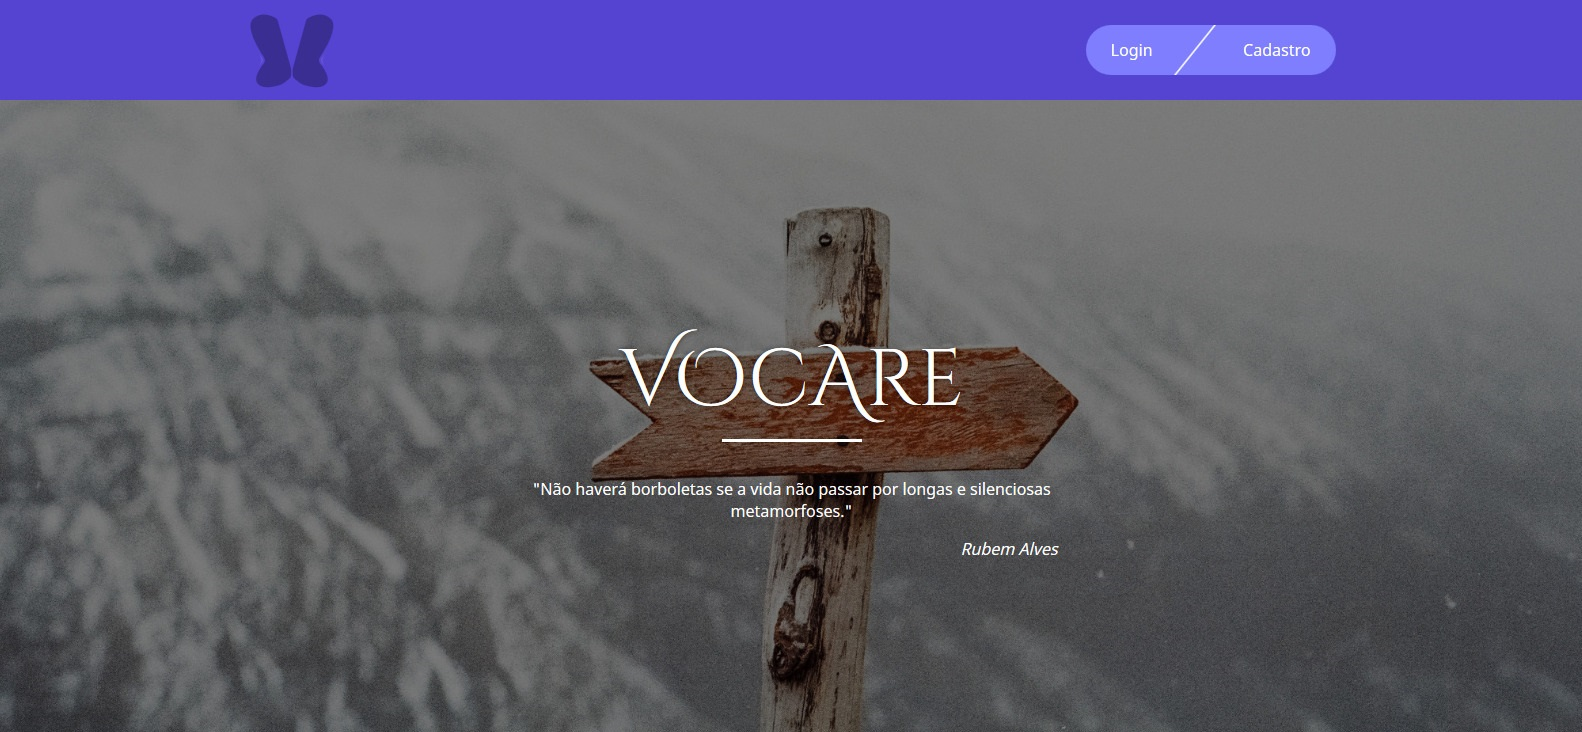 Login
Cadastro
VOCARE
"Não haverá borboletas se a vida não passar por longas e silenciosas
metamorfoses."
Rubem Alves